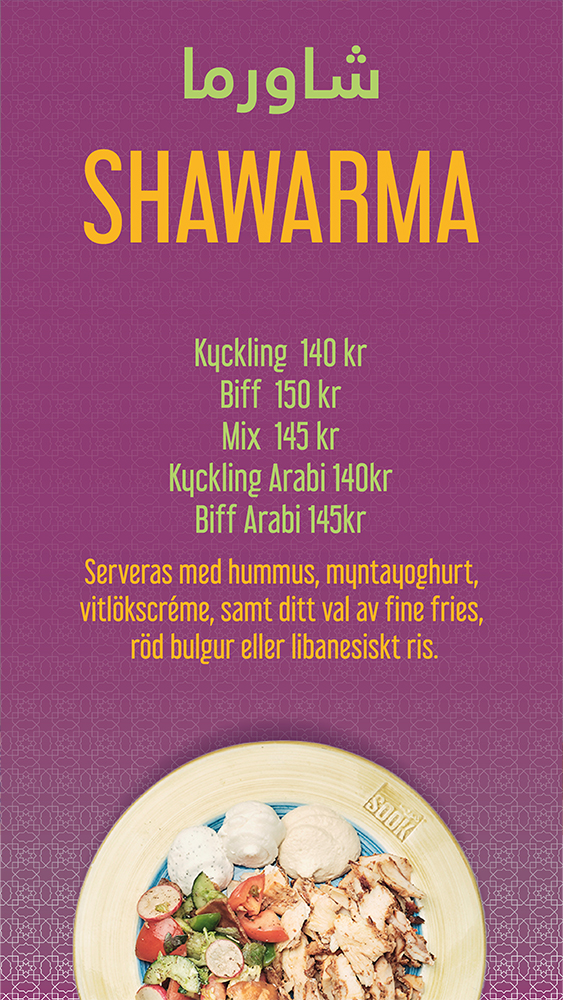 شاورما
SHAWARMA
Kyckling 140 kr
Biff 150 kr
Mix 145 kr
Kyckling Arabi 140kr
Biff Arabi 145kr
Serveras med hummus, myntayoghurt,
vitlökscréme, samt ditt val av fine fries,
röd bulgur eller libanesiskt ris.
SOOK